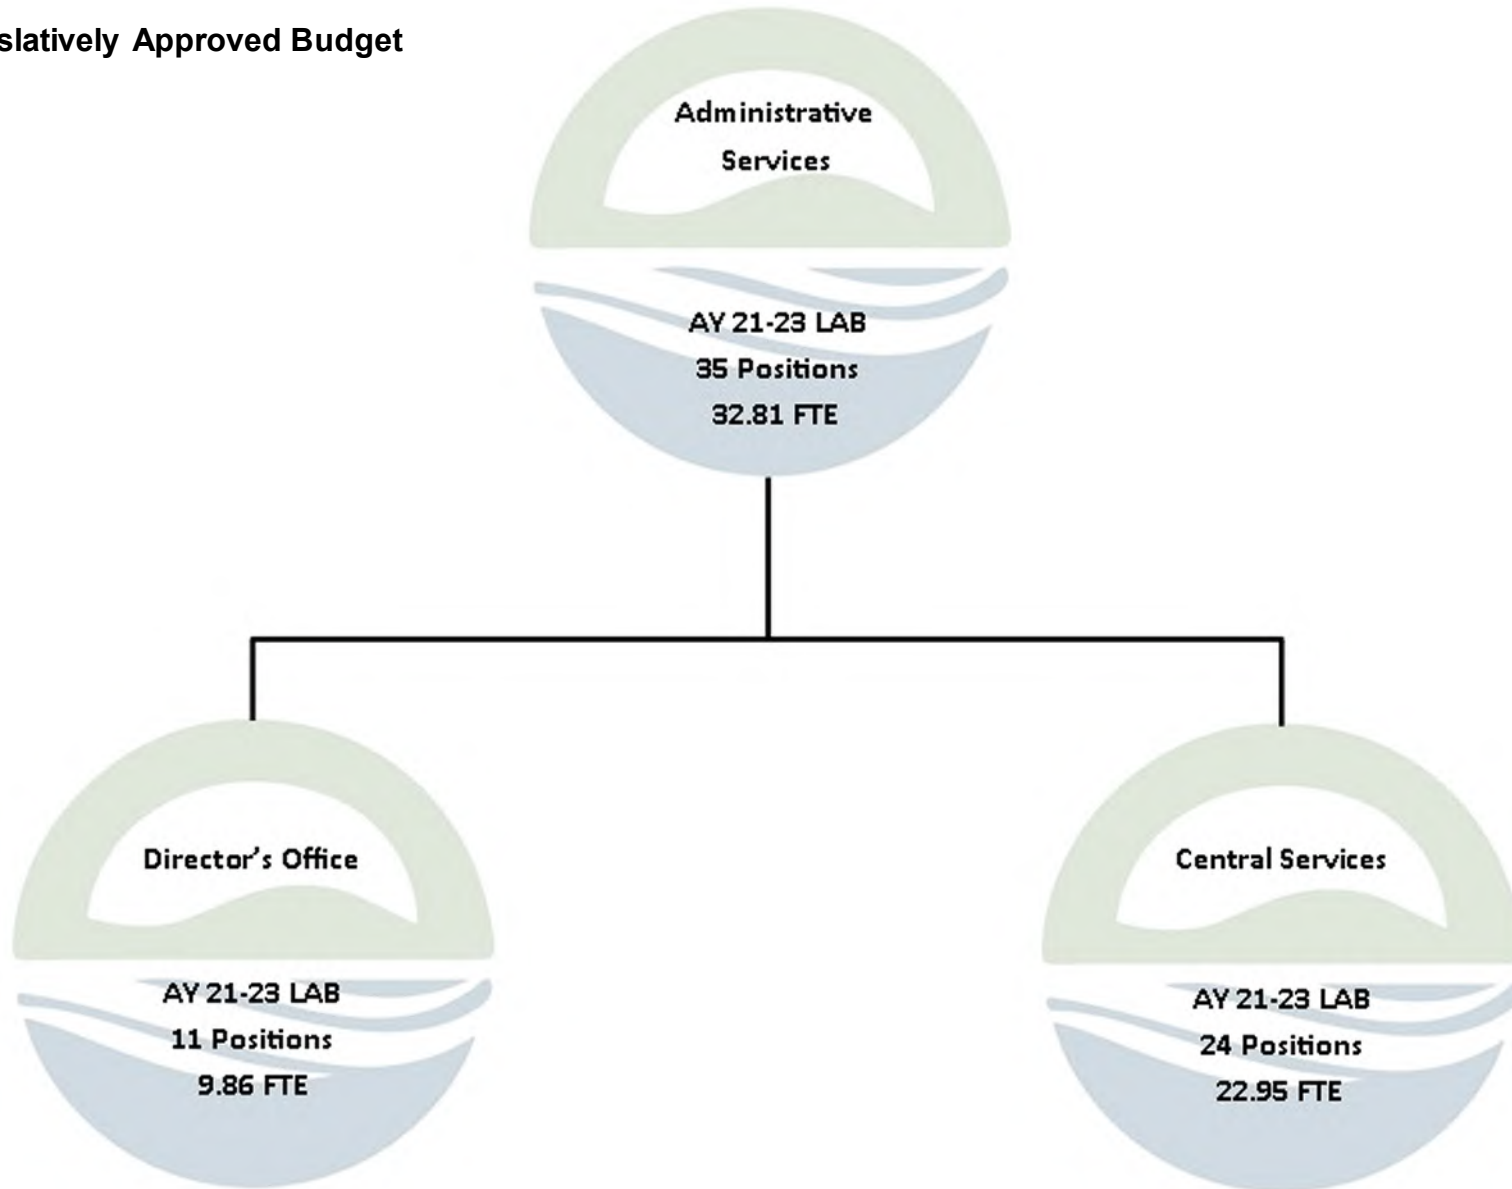 slatively Approved Budget
Administrative
Services
AY 21-23 LAB
35 Positions
32.81 FTE
Director's Office
AY 21-23 LAB
11 Positions
9.86 FTE
Central Services
AY 21-23 LAB
24 Positions
22.95 FTE